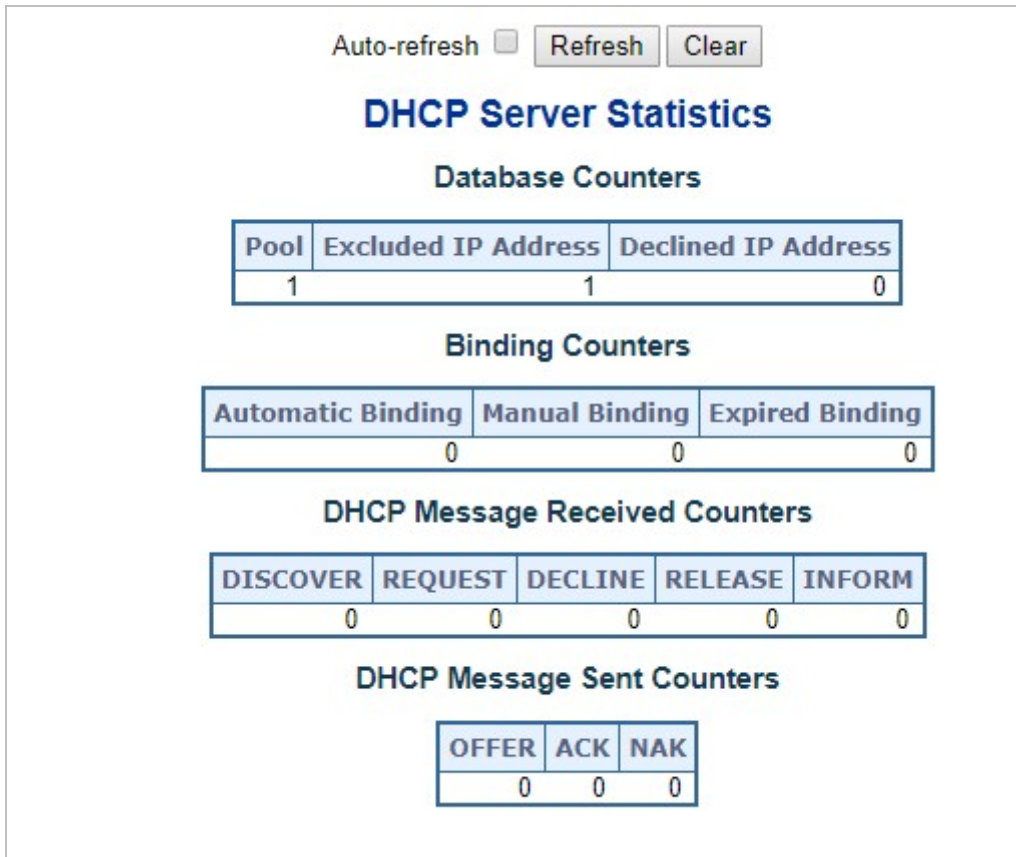 Auto-refresh Refresh Clear
DHCP Server Statistics
Database Counters
Pool Excluded IP Address Declined IP Address
1 1 0
Binding Counters
Automatic Binding Manual Binding Expired Binding
0 0 0
DHCP Message Received Counters
DISCOVER REQUEST DECLINE RELEASE INFORM
0 0 0 0 0
DHCP Message Sent Counters
OFFER ACK NAK
0 0 0